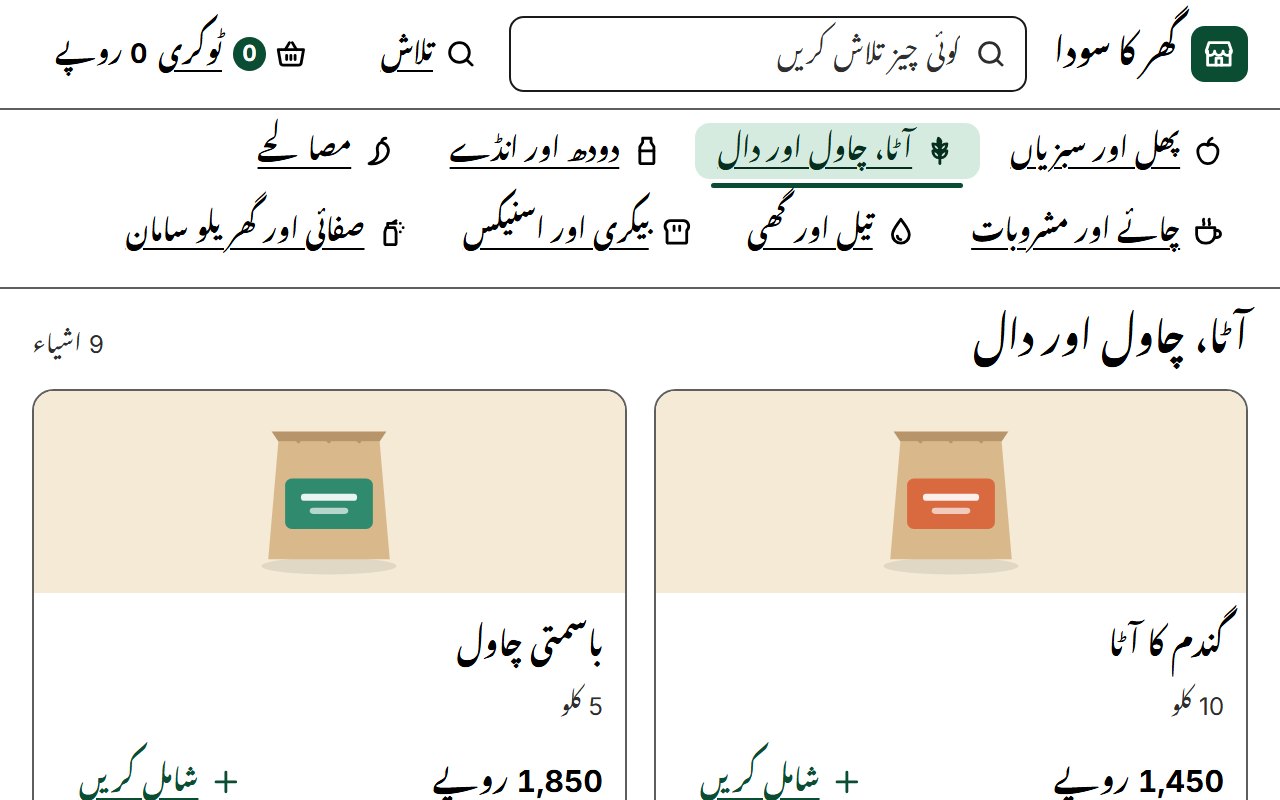 گھر کا سودا
کوئی چیز تلاش کریں
تلاش
0 ٹوکری 0 روپے
پھل اور سبزیاں
آٹا، چاول اور دال
دودھ اور انڈے
مصالحے
چائے اور مشروبات
تیل اور گھی
بیکری اور اسنیکس
صفائی اور گھریلو سامان
آٹا، چاول اور دال
9 اشیاء
گندم کا آٹا
10 کلو
1,450 روپے
شامل کریں
باسمتی چاول
5 کلو
1,850 روپے
شامل کریں